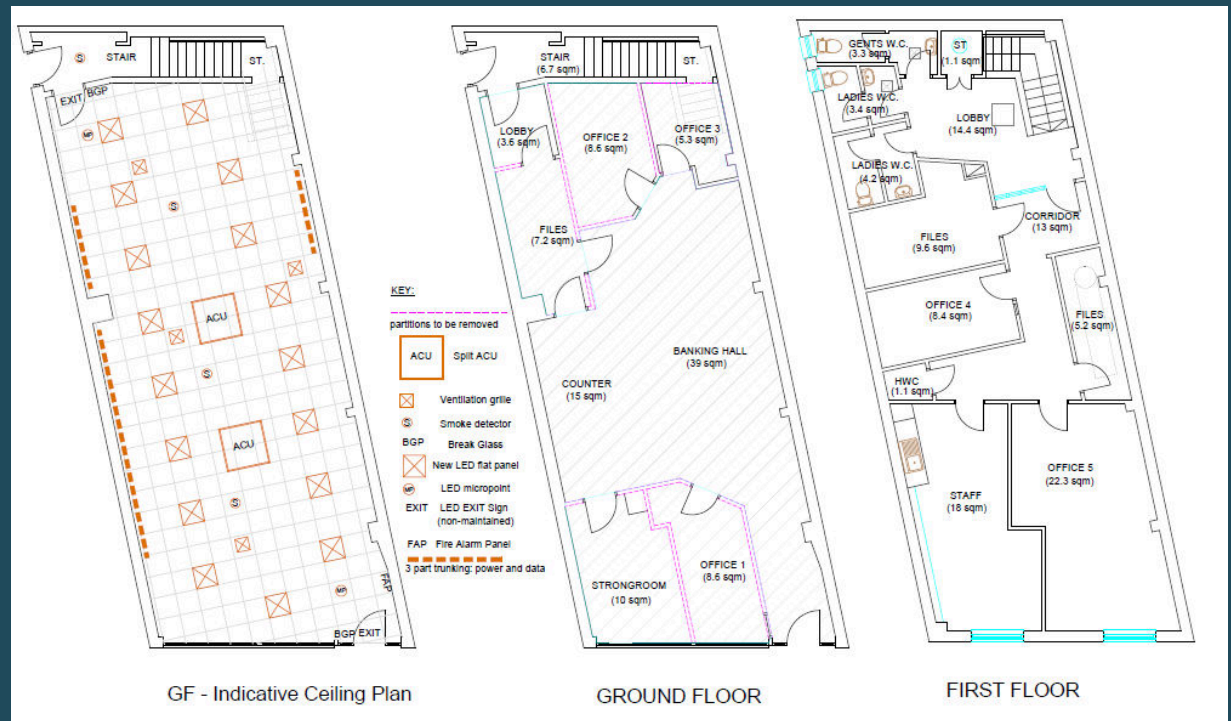 STAIR
ST.
EXIT BGP
MP
S
S
ACU
S
ACU
S
MP
FAP
BGP EXIT
GF - Indicative Ceiling Plan
KEY:
partitions to be removed
ACU Split ACU
Ventilation grille
S Smoke detector
BGP Break Glass
New LED flat panel
MP LED micropoint
EXIT LED EXIT Sign
(non-maintained)
FAP Fire Alarm Panel
3 part trunking: power and data
STAIR
(6.7 sqm)
ST.
LOBBY
(3.6 sqm)
OFFICE 2
(8.6 sqm)
OFFICE 3
(5.3 sqm)
FILES
(7.2 sqm)
BANKING HALL
(39 sqm)
COUNTER
(15 sqm)
STRONGROOM
(10 sqm)
OFFICE 1
(8.6 sqm)
GROUND FLOOR
GENTS W.C.
(3.3 sqm)
ST
(1.1 sqm)
LADIES W.C.
(3.4 sqm)
LOBBY
(14.4 sqm)
LADIES W.C.
(4.2 sqm)
CORRIDOR
(13 sqm)
FILES
(9.6 sqm)
OFFICE 4
(8.4 sqm)
FILES
(5.2 sqm)
HWC
(1.1 sqm)
OFFICE 5
(22.3 sqm)
STAFF
(18 sqm)
FIRST FLOOR